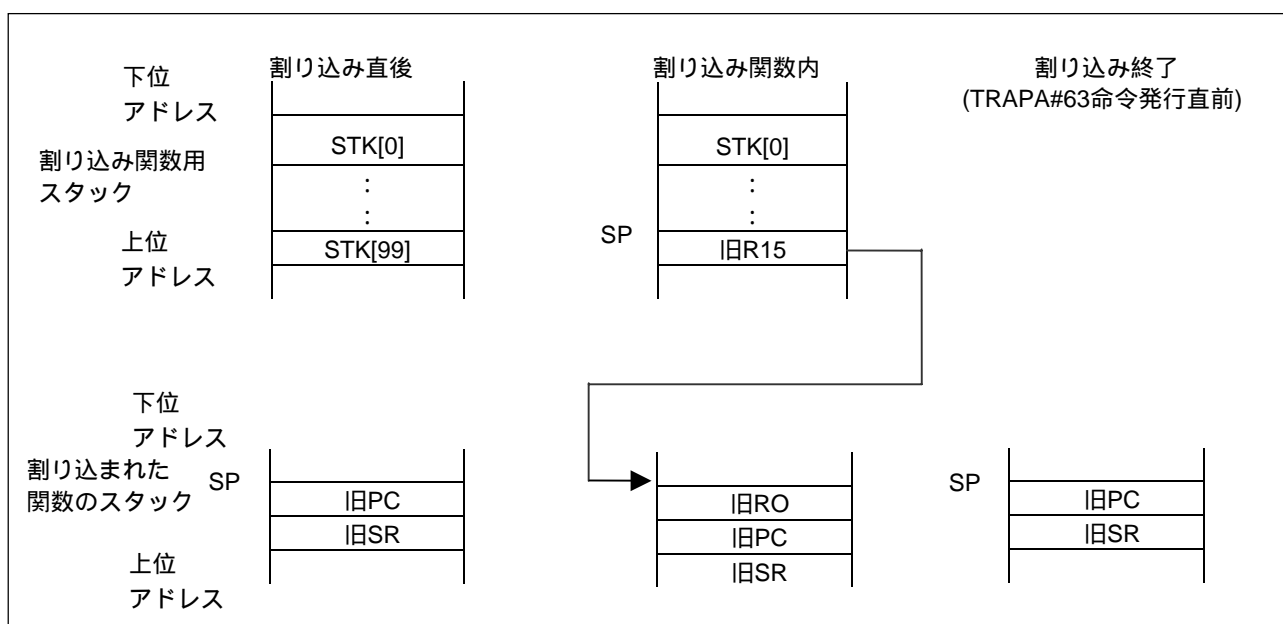 下位
アドレス
割り込み直後
割り込み関数内
割り込み終了
(TRAPA#63命令発行直前)
割り込み関数用
スタック
STK[0]
:
:
STK[99]
STK[0]
:
:
SP
旧R15
上位
アドレス
下位
アドレス
割り込まれた
関数のスタック
SP
旧PC
旧SR
旧RO
旧PC
旧SR
SP
旧PC
旧SR
上位
アドレス